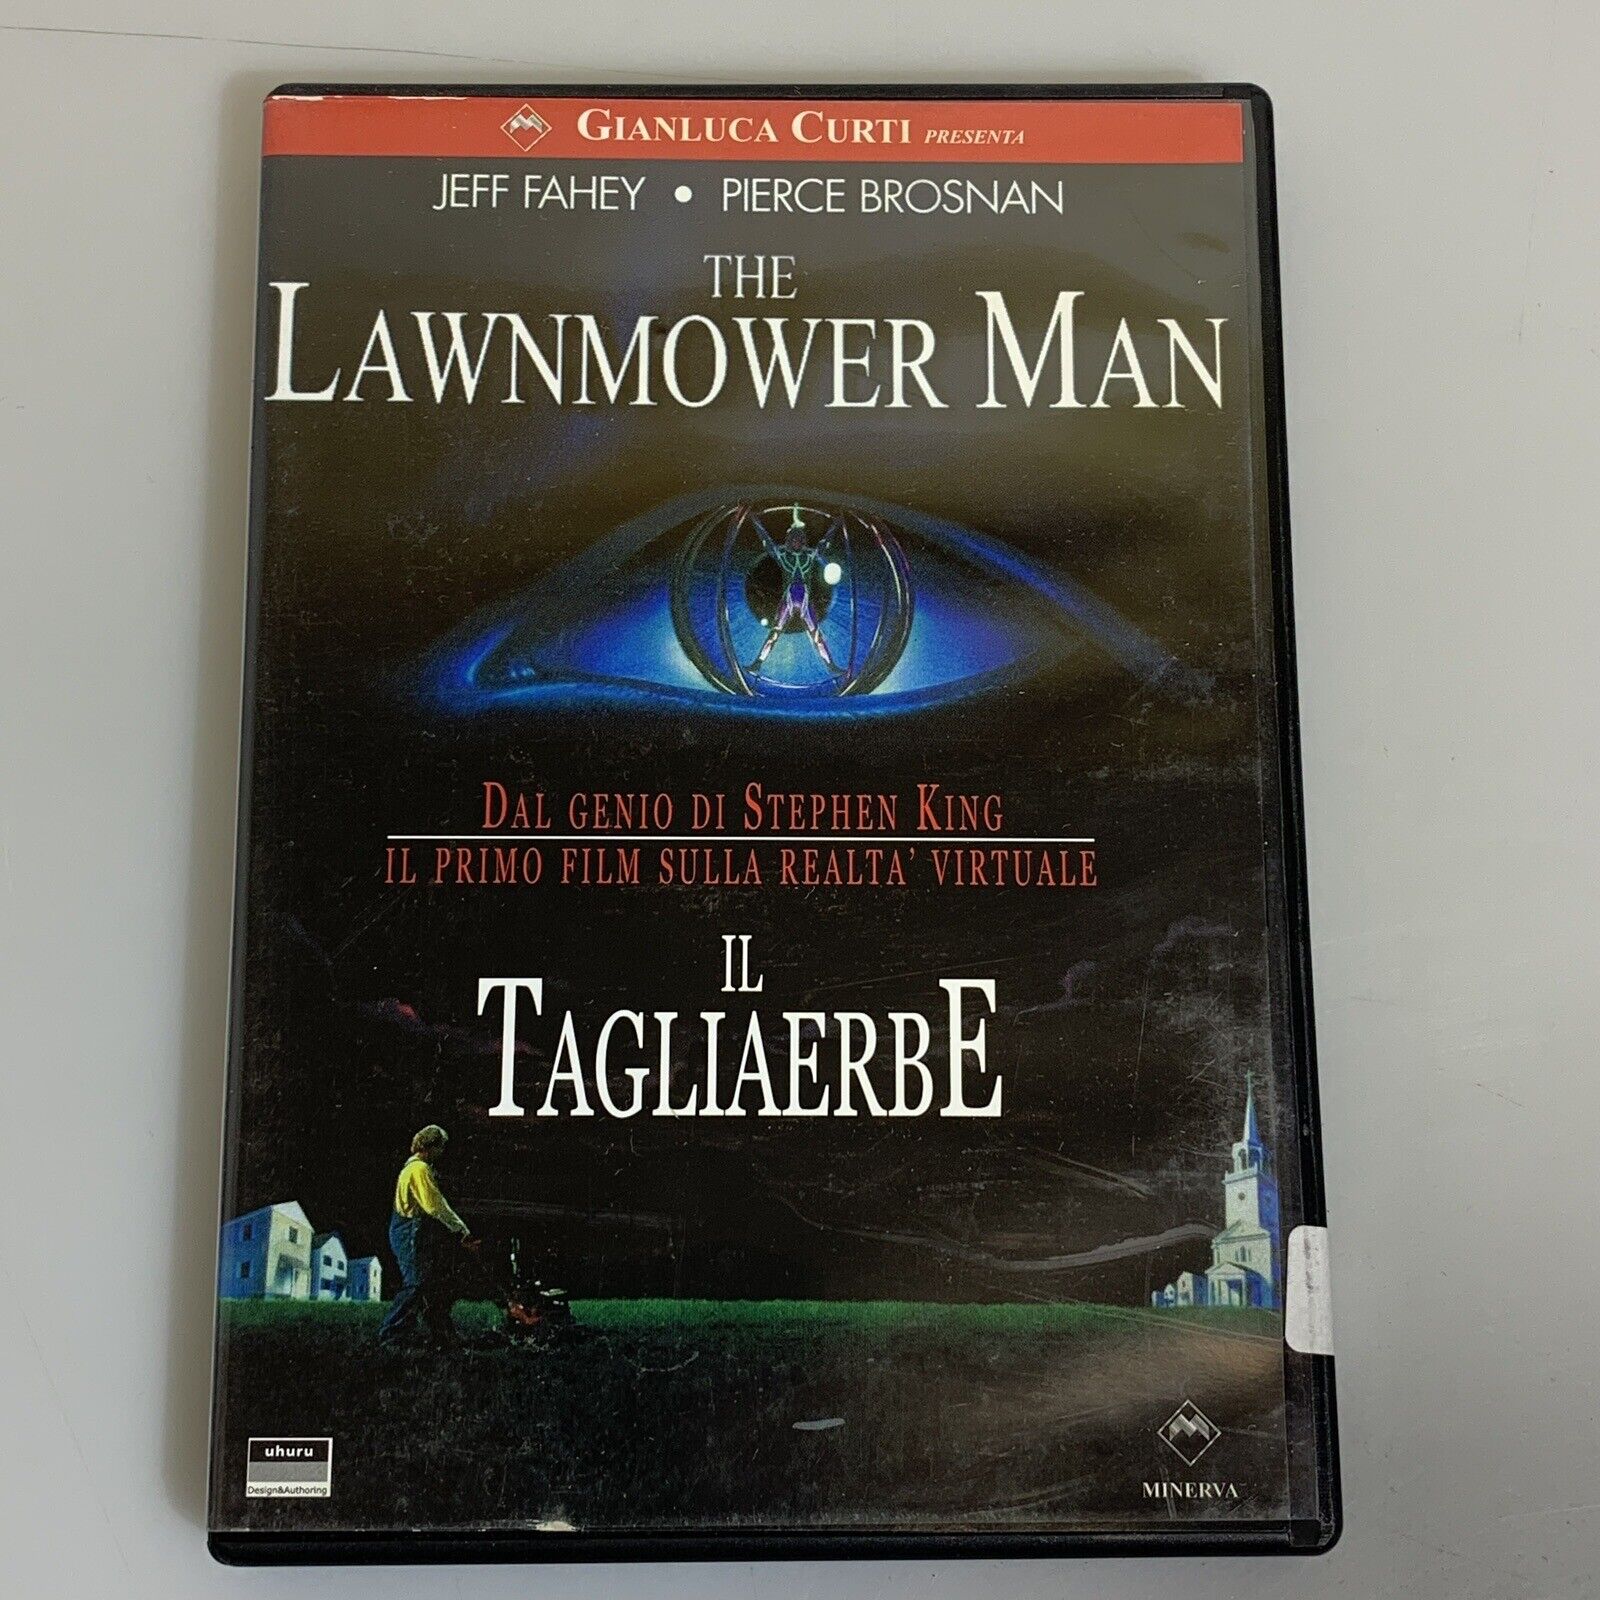 GIANLUCA CURTI PRESENTA
JEFF FAHEY • PIERCE BROSNAN
THE
LAWNMOWER MAN
DAL GENIO DI STEPHEN KING
IL PRIMO FILM SULLA REALTA' VIRTUALE
IL
TAGLIAERBE
uhuru
Design&Authoring
MINERVA